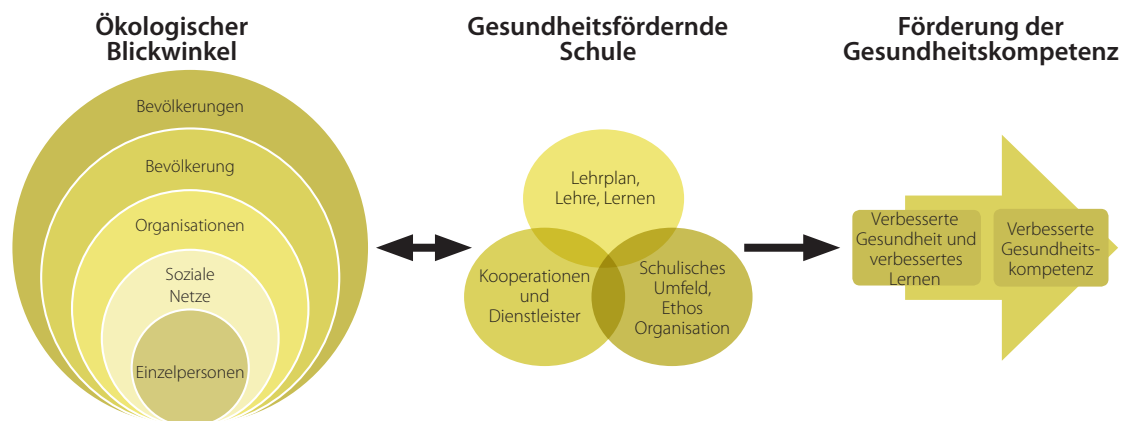 Ökologischer
Blickwinkel
Bevölkerungen
Bevölkerung
Organisationen
Soziale
Netze
Einzelpersonen
Gesundheitsfördernde
Schule
Lehrplan,
Lehre, Lernen
Kooperationen
und
Dienstleister
Schulisches
Umfeld,
Ethos
Organisation
Förderung der
Gesundheitskompetenz
Verbesserte
Gesundheit und
verbessertes
Lernen
Verbesserte
Gesundheits-
kompetenz